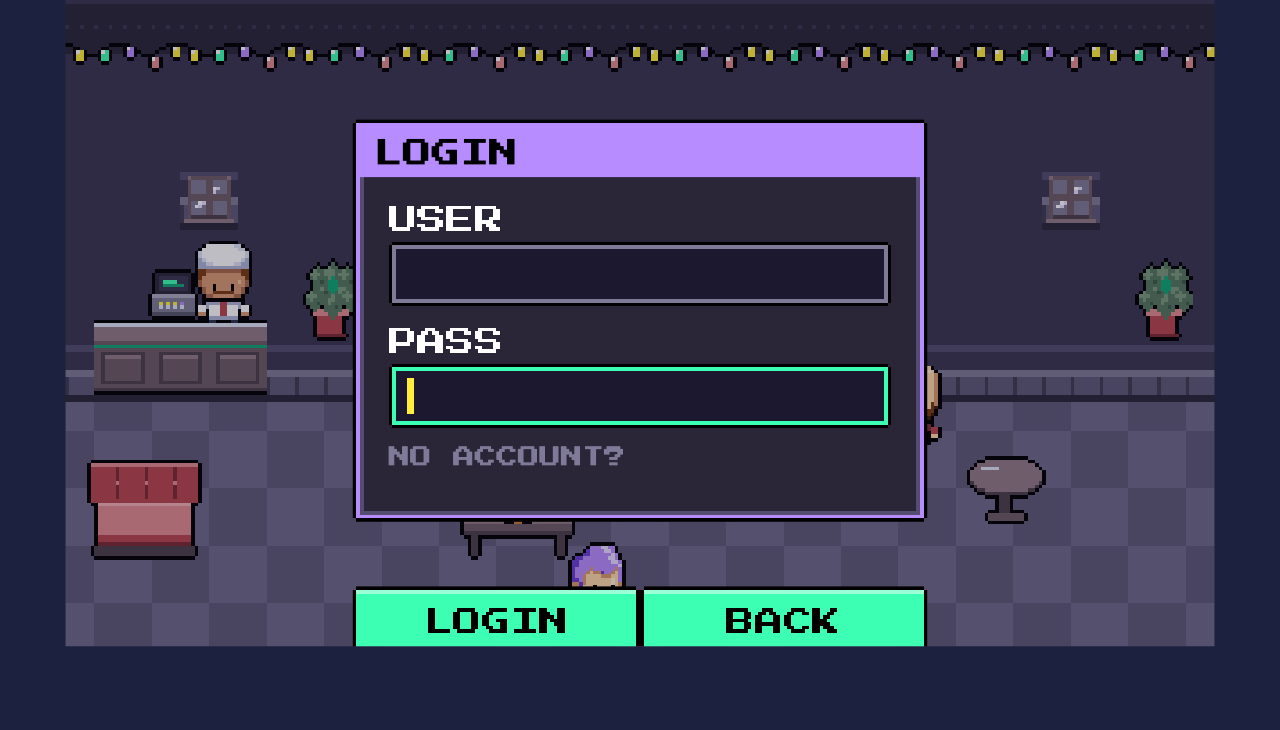 LOGIN
USER
PASS
NO ACCOUNT?
LOGIN
BACK